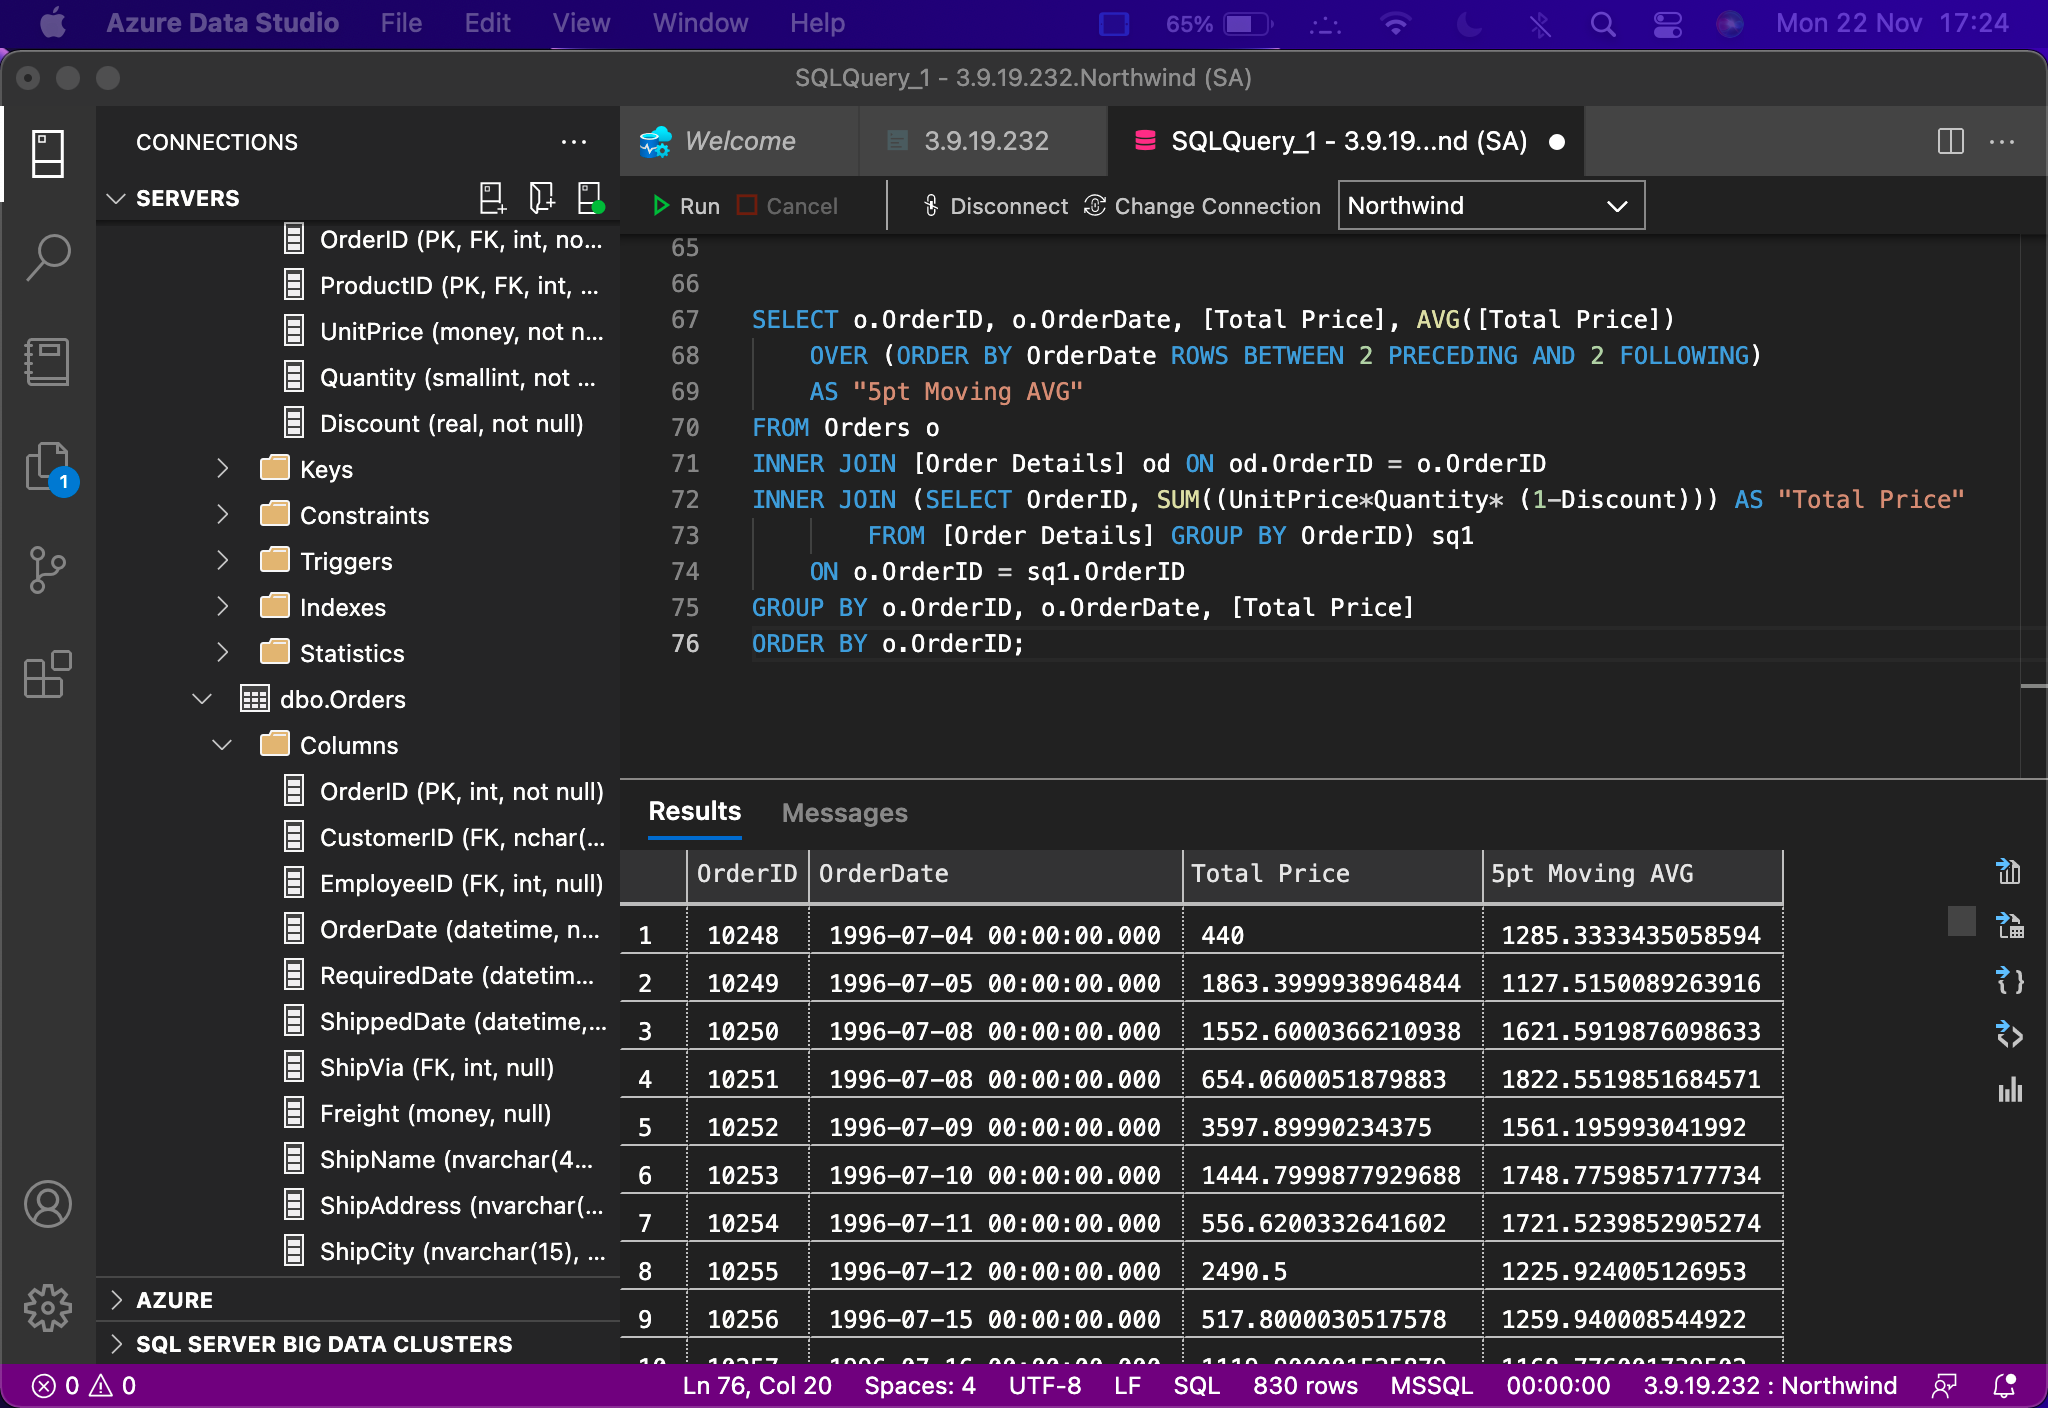 Azure Data Studio File Edit View Window Help 65% Mon 22 Nov 17:24
SQLQuery_1 - 3.9.19.232.Northwind (SA)
CONNECTIONS
SERVERS
OrderID (PK, FK, int, no...
ProductID (PK, FK, int, ...
UnitPrice (money, not n...
Quantity (smallint, not ...
Discount (real, not null)
Keys
Constraints
Triggers
Indexes
Statistics
dbo.Orders
Columns
OrderID (PK, int, not null)
CustomerID (FK, nchar(...
EmployeeID (FK, int, null)
OrderDate (datetime, n...
RequiredDate (datetim...
ShippedDate (datetime,...
ShipVia (FK, int, null)
Freight (money, null)
ShipName (nvarchar(4...
ShipAddress (nvarchar(...
ShipCity (nvarchar(15), ...
AZURE
SQL SERVER BIG DATA CLUSTERS
1
Welcome 3.9.19.232 SQLQuery_1 - 3.9.19...nd (SA)
Run Cancel Disconnect Change Connection Northwind
65
66
67 SELECT o.OrderID, o.OrderDate, [Total Price], AVG([Total Price])
68 OVER (ORDER BY OrderDate ROWS BETWEEN 2 PRECEDING AND 2 FOLLOWING)
69 AS "5pt Moving AVG"
70 FROM Orders o
71 INNER JOIN [Order Details] od ON od.OrderID = o.OrderID
72 INNER JOIN (SELECT OrderID, SUM((UnitPrice*Quantity* (1-Discount))) AS "Total Price"
73 FROM [Order Details] GROUP BY OrderID) sq1
74 ON o.OrderID = sq1.OrderID
75 GROUP BY o.OrderID, o.OrderDate, [Total Price]
76 ORDER BY o.OrderID;
Results Messages
OrderID OrderDate Total Price 5pt Moving AVG
1 10248 1996-07-04 00:00:00.000 440 1285.3333435058594
2 10249 1996-07-05 00:00:00.000 1863.3999938964844 1127.5150089263916
3 10250 1996-07-08 00:00:00.000 1552.6000366210938 1621.5919876098633
4 10251 1996-07-08 00:00:00.000 654.0600051879883 1822.5519851684571
5 10252 1996-07-09 00:00:00.000 3597.89990234375 1561.195993041992
6 10253 1996-07-10 00:00:00.000 1444.7999877929688 1748.7759857177734
7 10254 1996-07-11 00:00:00.000 556.6200332641602 1721.5239852905274
8 10255 1996-07-12 00:00:00.000 2490.5 1225.924005126953
9 10256 1996-07-15 00:00:00.000 517.8000030517578 1259.940008544922
0 0 Ln 76, Col 20 Spaces: 4 UTF-8 LF SQL 830 rows MSSQL 00:00:00 3.9.19.232 : Northwind